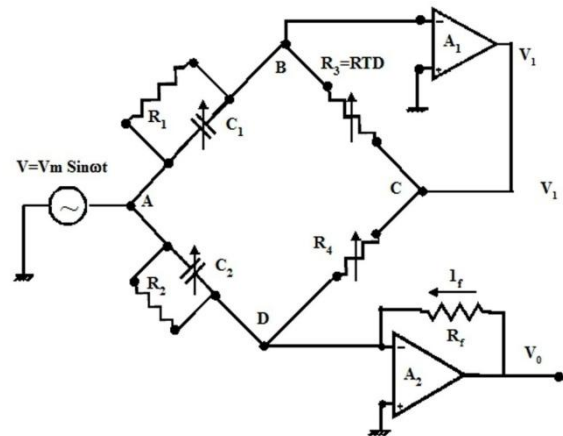 B
R3=RTD
-
+
A1
V1
R1
C1
V=Vm Sinωt
~
A
C
V1
R2
C2
R4
D
If
Rf
-
+
A2
V0